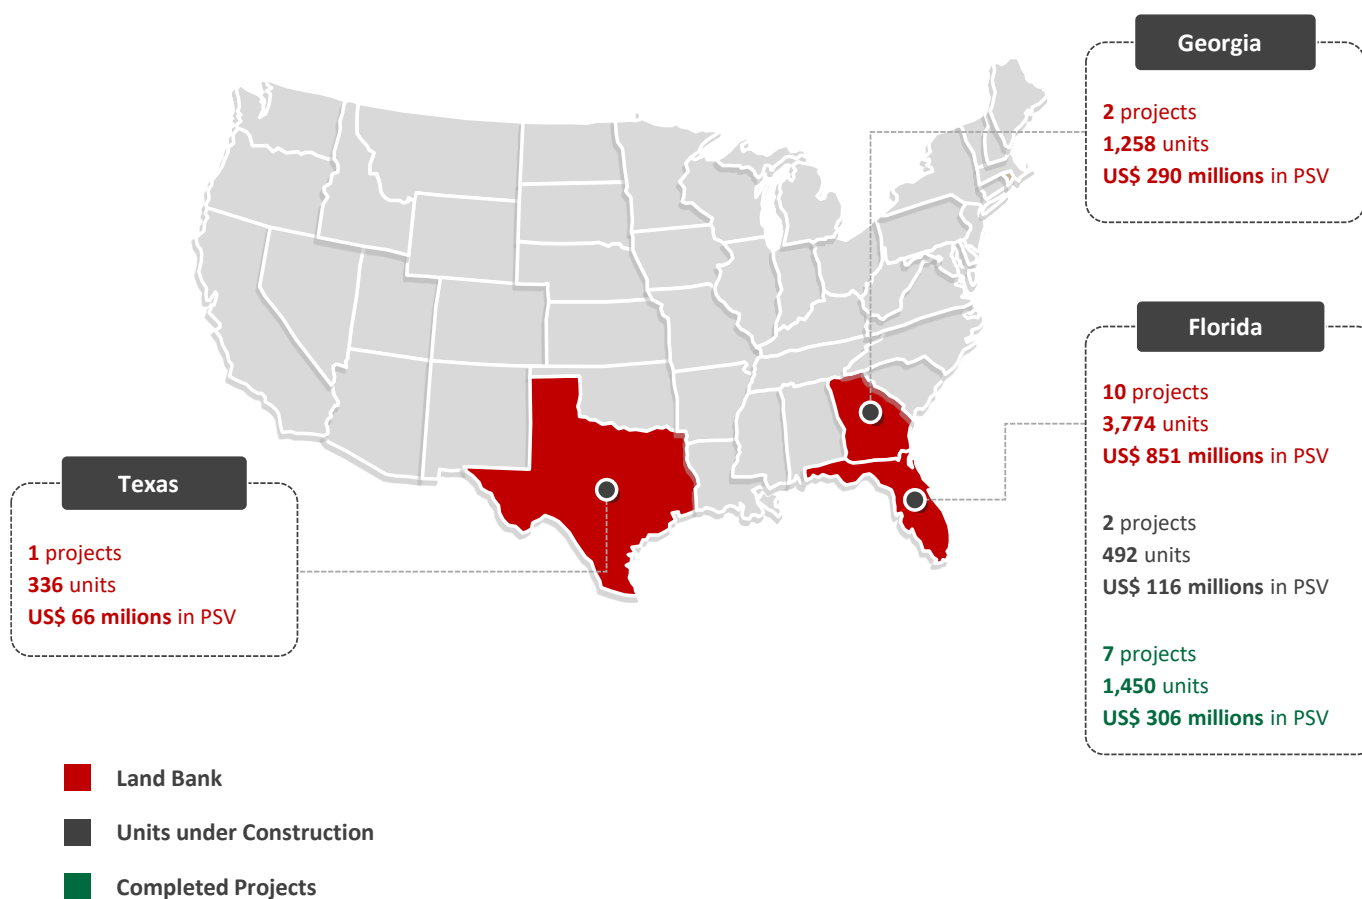 Georgia
2 projects
1,258 units
US$ 290 millions in PSV
Florida
10 projects
3,774 units
US$ 851 millions in PSV
2 projects
492 units
US$ 116 millions in PSV
7 projects
1,450 units
US$ 306 millions in PSV
Texas
1 projects
336 units
US$ 66 milions in PSV
Land Bank
Units under Construction
Completed Projects